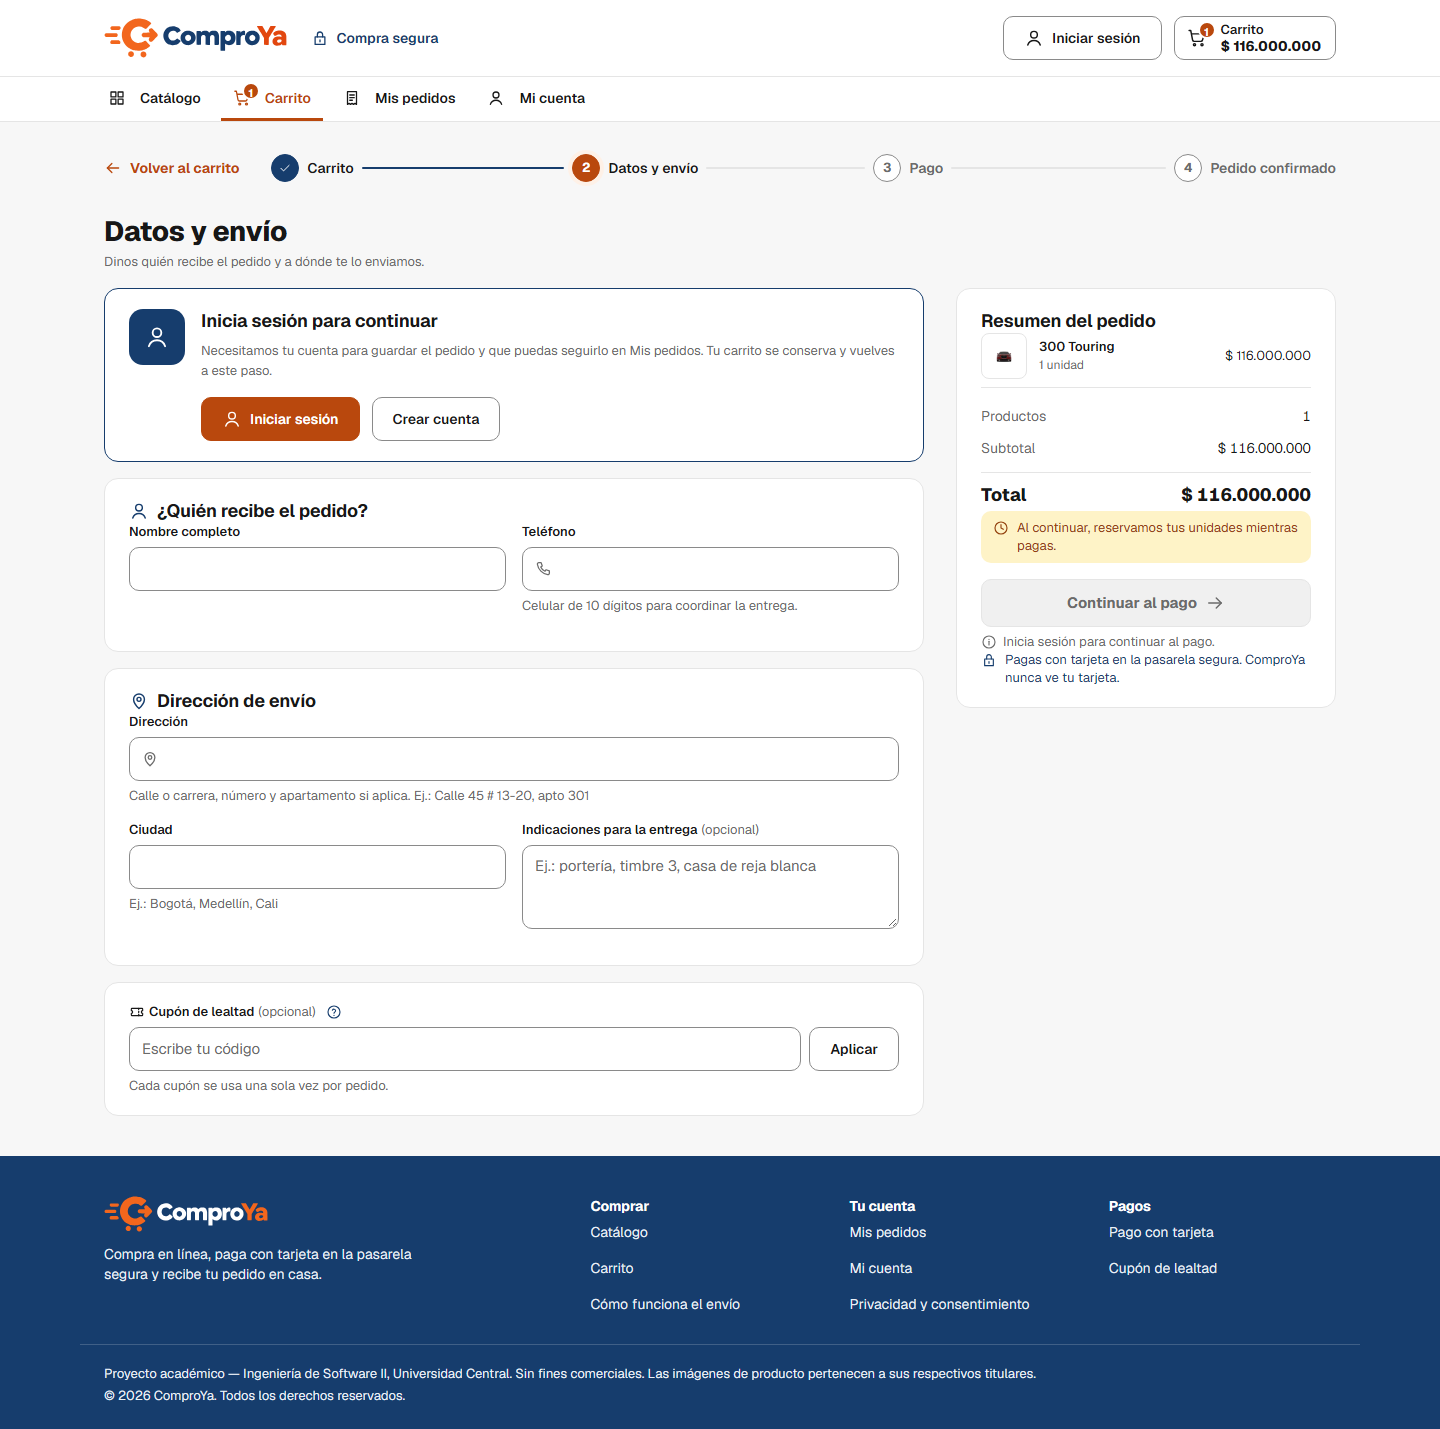 ComproYa
Compra segura
Iniciar sesión
1
Carrito
$ 116.000.000
Catálogo
1
Carrito
Mis pedidos
Mi cuenta
Volver al carrito
Carrito
2
Datos y envío
3
Pago
4
Pedido confirmado
Datos y envío
Dinos quién recibe el pedido y a dónde te lo enviamos.
Inicia sesión para continuar
Necesitamos tu cuenta para guardar el pedido y que puedas seguirlo en Mis pedidos. Tu carrito se conserva y vuelves
a este paso.
Iniciar sesión
Crear cuenta
¿Quién recibe el pedido?
Nombre completo
Teléfono
Celular de 10 dígitos para coordinar la entrega.
Dirección de envío
Dirección
Calle o carrera, número y apartamento si aplica. Ej.: Calle 45 # 13-20, apto 301
Ciudad
Indicaciones para la entrega (opcional)
Ej.: portería, timbre 3, casa de reja blanca
Ej.: Bogotá, Medellín, Cali
Cupón de lealtad (opcional)
Escribe tu código
Aplicar
Cada cupón se usa una sola vez por pedido.
Resumen del pedido
300 Touring
1 unidad
$ 116.000.000
Productos
1
Subtotal
$ 116.000.000
Total
$ 116.000.000
Al continuar, reservamos tus unidades mientras
pagas.
Continuar al pago
Inicia sesión para continuar al pago.
Pagas con tarjeta en la pasarela segura. ComproYa
nunca ve tu tarjeta.
ComproYa
Compra en línea, paga con tarjeta en la pasarela
segura y recibe tu pedido en casa.
Comprar
Catálogo
Carrito
Cómo funciona el envío
Tu cuenta
Mis pedidos
Mi cuenta
Privacidad y consentimiento
Pagos
Pago con tarjeta
Cupón de lealtad
Proyecto académico — Ingeniería de Software II, Universidad Central. Sin fines comerciales. Las imágenes de producto pertenecen a sus respectivos titulares.
© 2026 ComproYa. Todos los derechos reservados.